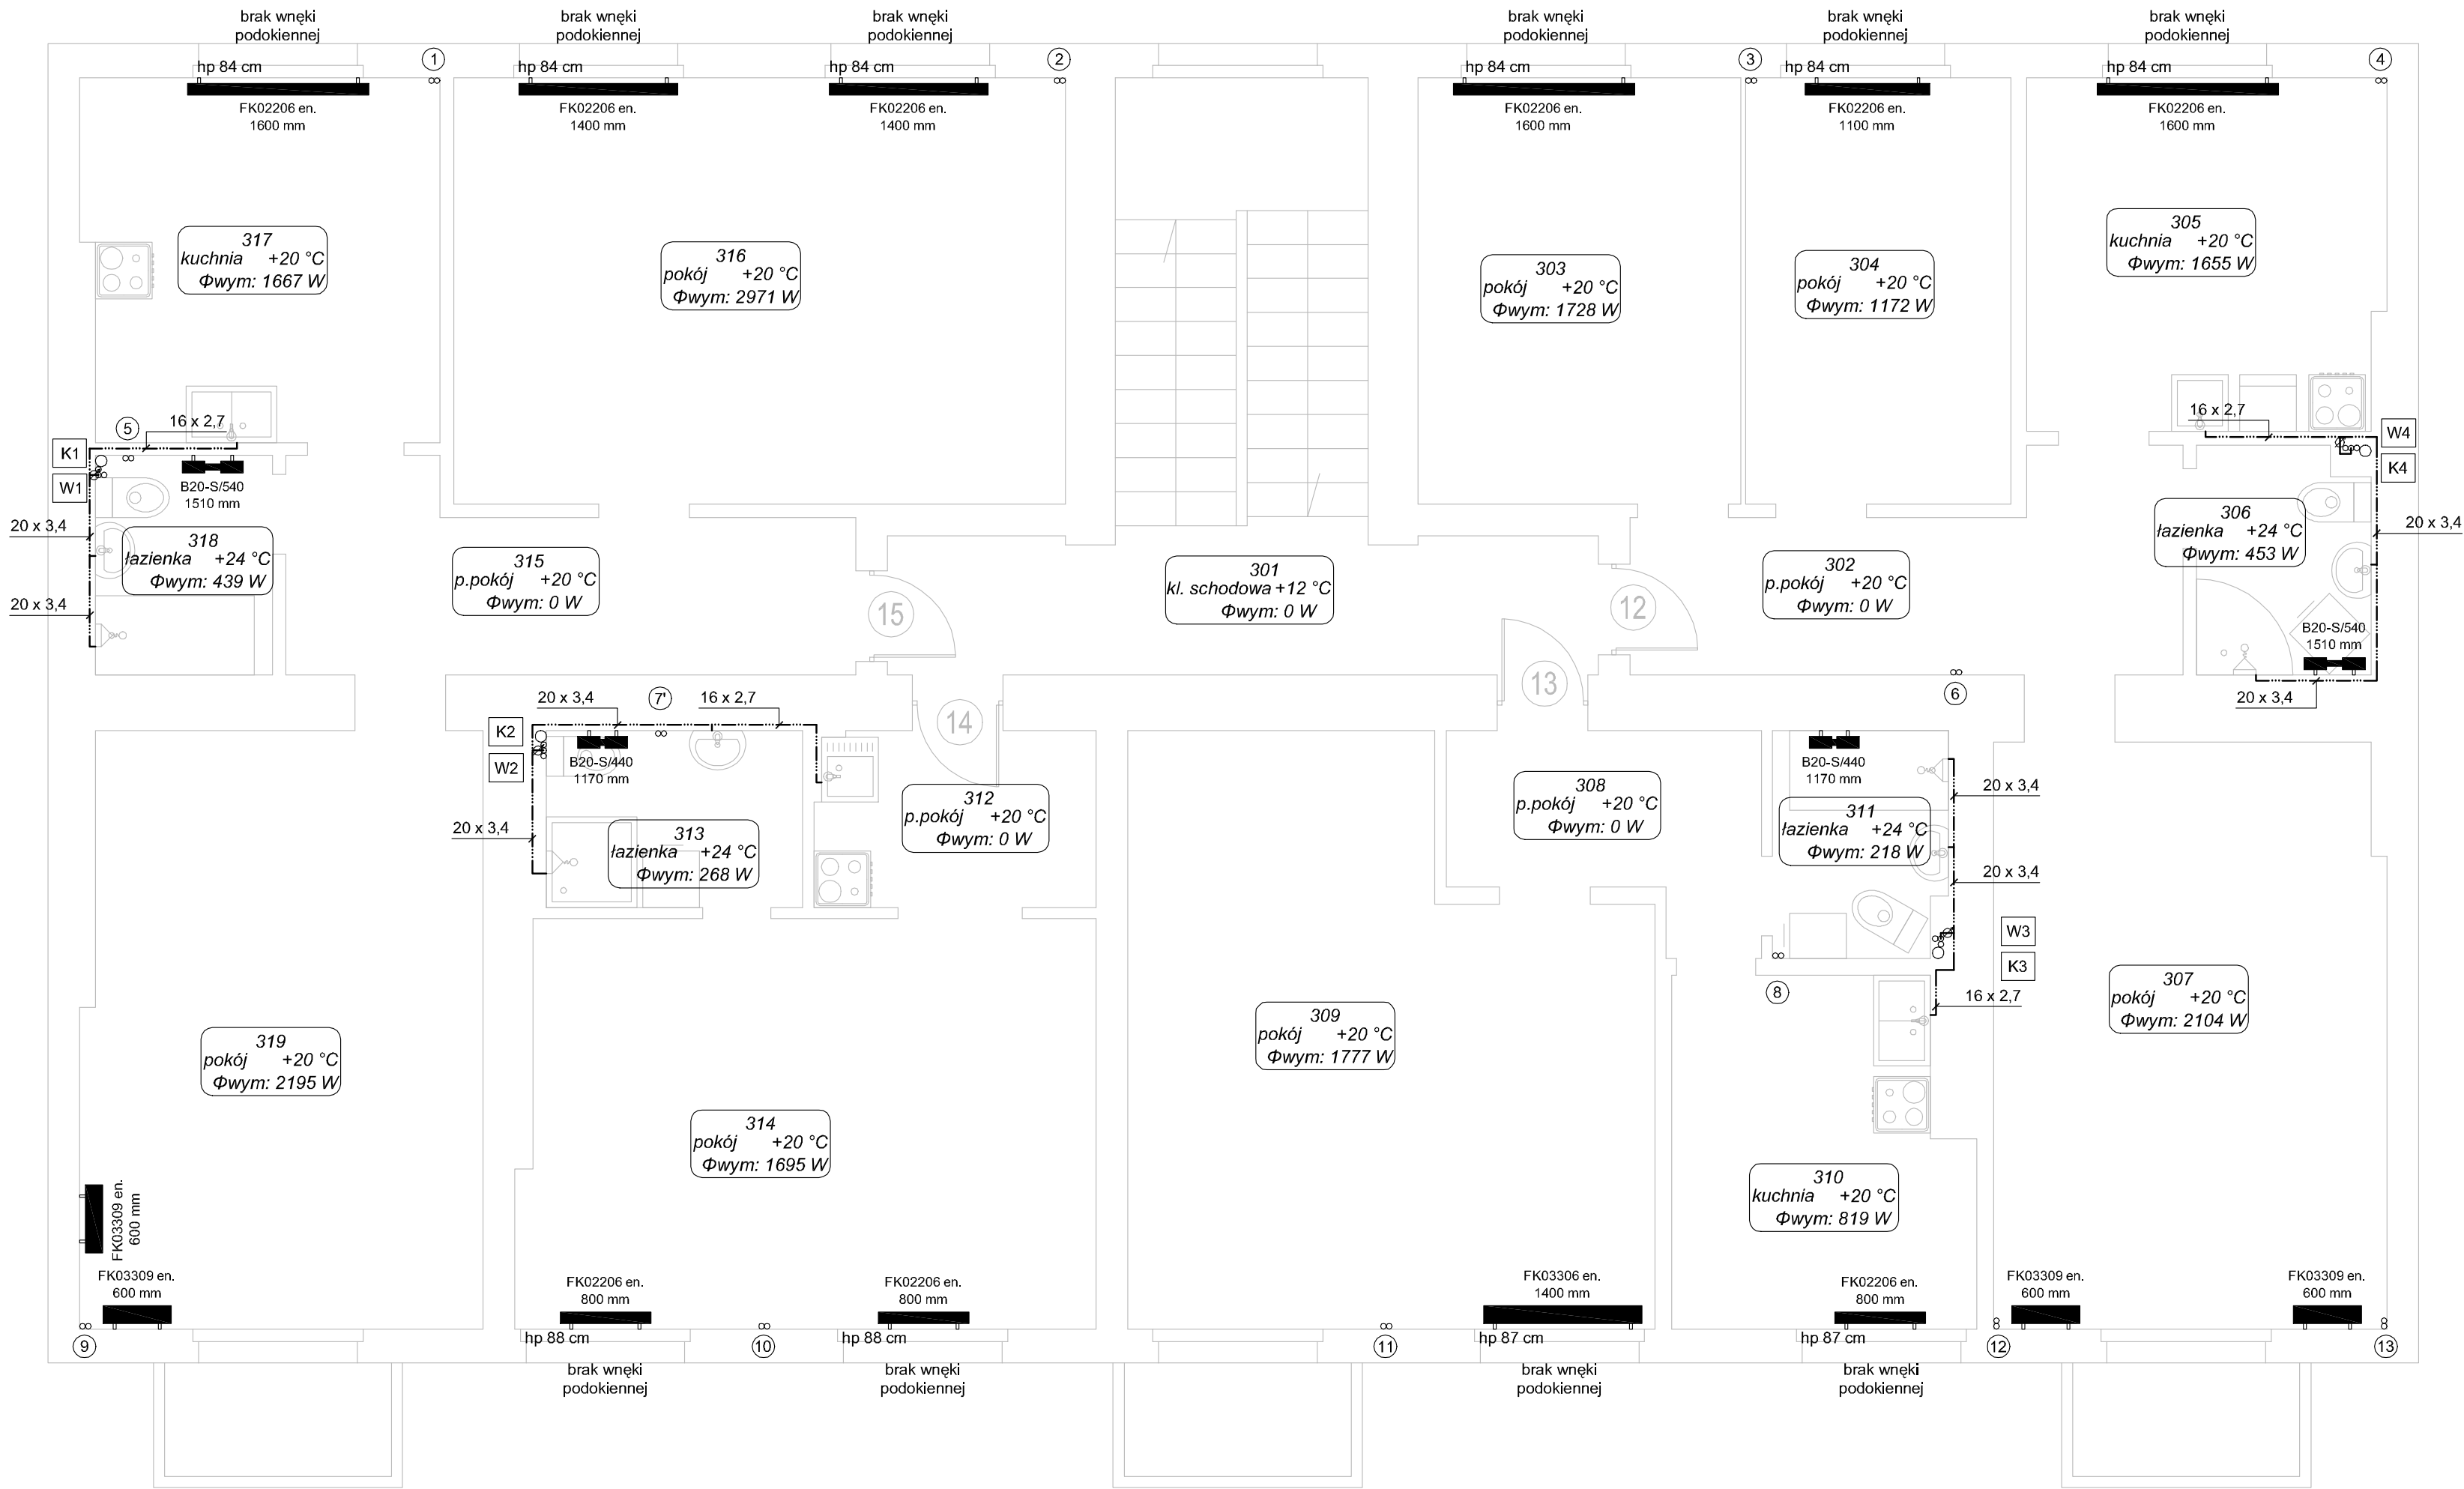 brak wnęki
podokiennej
brak wnęki
podokiennej
brak wnęki
podokiennej
brak wnęki
podokiennej
brak wnęki
podokiennej
brak wnęki
podokiennej
hp 84 cm
1
hp 84 cm
hp 84 cm
2
hp 84 cm
3
hp 84 cm
hp 84 cm
4
FK02206 en.
1600 mm
FK02206 en.
1400 mm
FK02206 en.
1400 mm
FK02206 en.
1600 mm
FK02206 en.
1100 mm
FK02206 en.
1600 mm
317
kuchnia +20 °C
Φwym: 1667 W
316
pokój +20 °C
Φwym: 2971 W
303
pokój +20 °C
Φwym: 1728 W
304
pokój +20 °C
Φwym: 1172 W
305
kuchnia +20 °C
Φwym: 1655 W
5
16 x 2,7
K1
W1
B20-S/540
1510 mm
20 x 3,4
20 x 3,4
318
łazienka +24 °C
Φwym: 439 W
315
p.pokój +20 °C
Φwym: 0 W
15
301
kl. schodowa +12 °C
Φwym: 0 W
12
302
p.pokój +20 °C
Φwym: 0 W
16 x 2,7
W4
K4
306
łazienka +24 °C
Φwym: 453 W
20 x 3,4
B20-S/540
1510 mm
20 x 3,4
13
6
20 x 3,4
7'
16 x 2,7
14
K2
W2
B20-S/440
1170 mm
20 x 3,4
313
łazienka +24 °C
Φwym: 268 W
312
p.pokój +20 °C
Φwym: 0 W
308
p.pokój +20 °C
Φwym: 0 W
B20-S/440
1170 mm
311
łazienka +24 °C
Φwym: 218 W
20 x 3,4
20 x 3,4
W3
K3
8
16 x 2,7
307
pokój +20 °C
Φwym: 2104 W
319
pokój +20 °C
Φwym: 2195 W
309
pokój +20 °C
Φwym: 1777 W
314
pokój +20 °C
Φwym: 1695 W
310
kuchnia +20 °C
Φwym: 819 W
FK03309 en.
600 mm
FK03309 en.
600 mm
FK02206 en.
800 mm
FK02206 en.
800 mm
FK03306 en.
1400 mm
FK02206 en.
800 mm
FK03309 en.
600 mm
FK03309 en.
600 mm
9
hp 88 cm
10
hp 88 cm
11
hp 87 cm
hp 87 cm
12
13
brak wnęki
podokiennej
brak wnęki
podokiennej
brak wnęki
podokiennej
brak wnęki
podokiennej